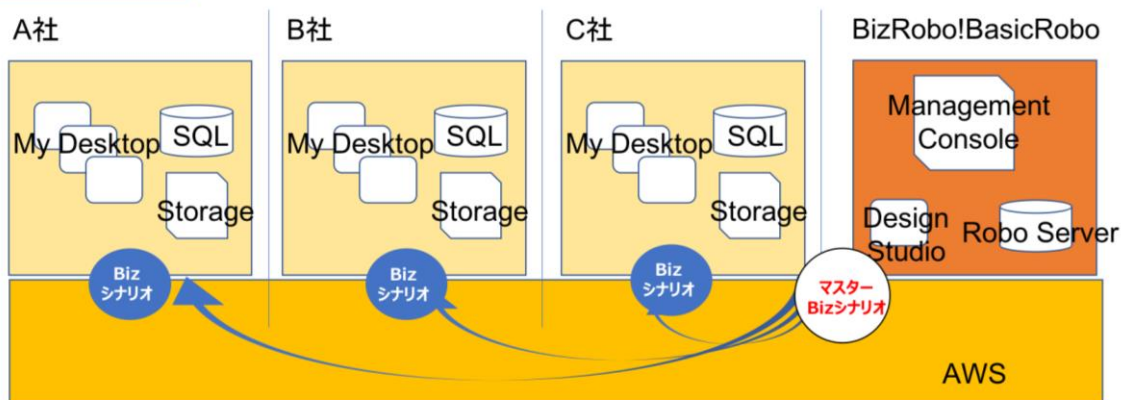 A社
B社
C社
BizRobo!BasicRobo
My Desktop
SQL
Storage
My Desktop
SQL
Storage
My Desktop
SQL
Storage
Management
Console
Design
Studio
Robo Server
Biz
シナリオ
Biz
シナリオ
Biz
シナリオ
マスター
Bizシナリオ
AWS